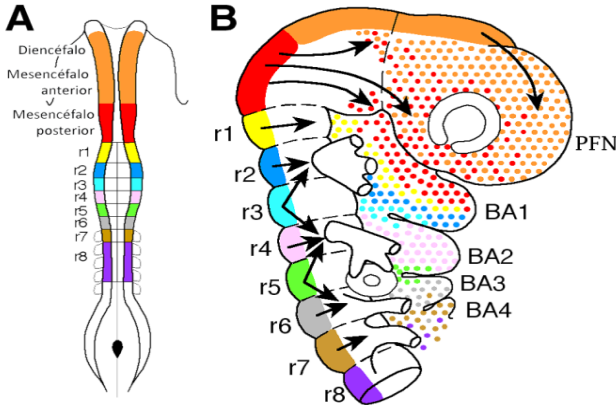 A
Diencéfalo
Mesencéfalo
anterior
Mesencéfalo
posterior
r1
r2
r3
r4
r5
r6
r7
r8
B
r1
r2
r3
r4
r5
r6
r7
r8
PFN
BA1
BA2
BA3
BA4